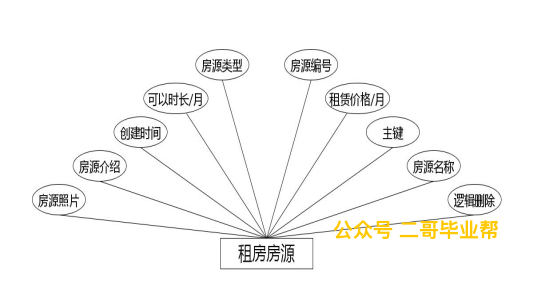 房源类型
房源编号
可以时长/月
租赁价格/月
创建时间
主键
房源介绍
房源名称
房源照片
逻辑删除
公众号 二哥毕业帮
租房房源